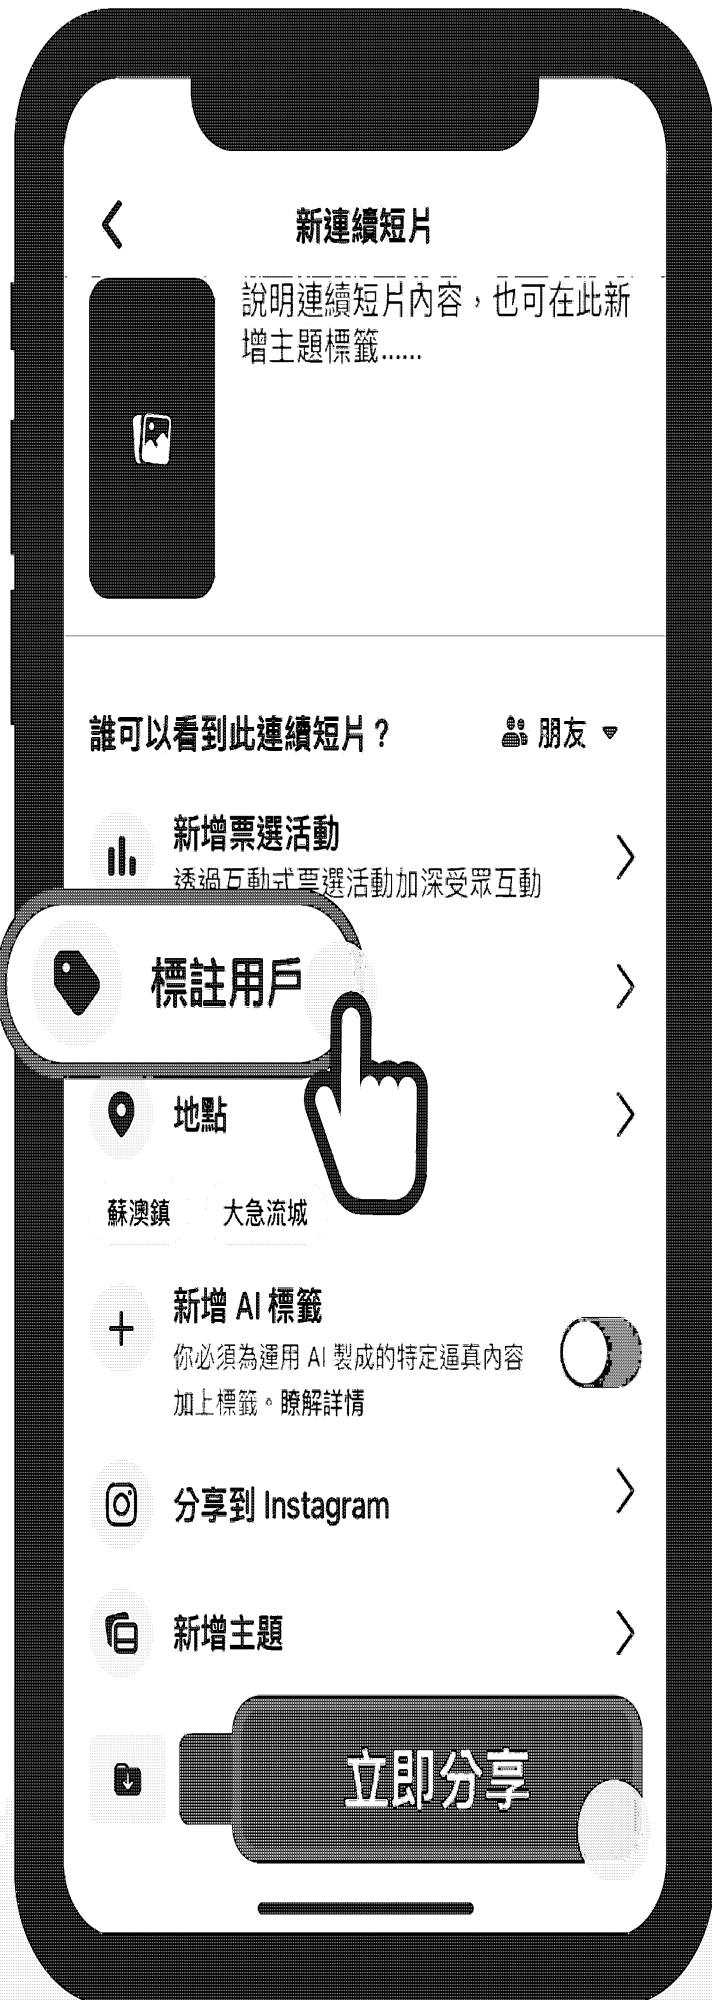 新連續短片
說明連續短片內容，也可在此新
增主題標籤......
誰可以看到此連續短片？
朋友
新增票選活動
透過互動式票選活動加深受眾互動
標註用戶
地點
蘇澳鎮
大急流城
新增 AI 標籤
你必須為運用 AI 製成的特定逼真內容
加上標籤。瞭解詳情
分享到 Instagram
新增主題
立即分享